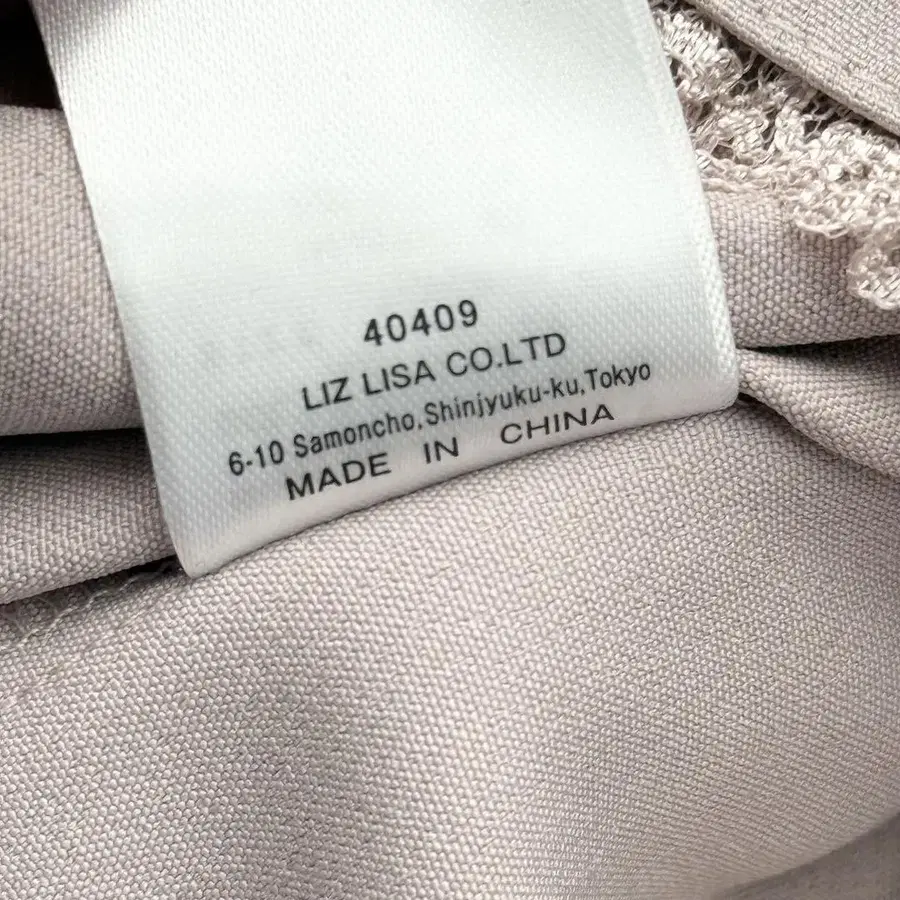 40409
LIZ LISA CO.LTD
6-10 Samoncho,Shinjyuku-ku,Tokyo
MADE IN CHINA